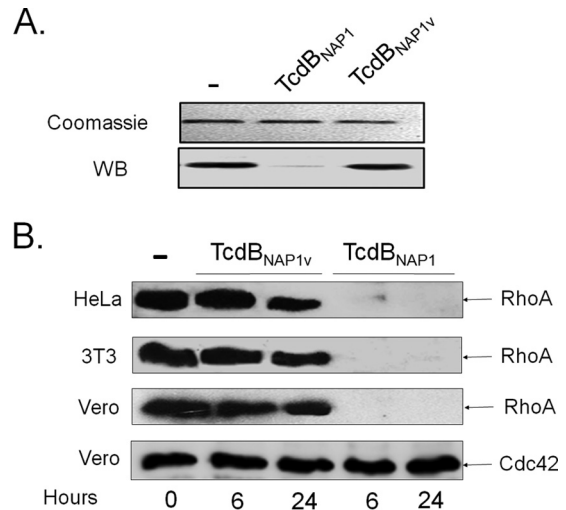 A.
- TcdBNAP1 TcdBNAP1v
Coomassie
WB
B.
- TcdBNAP1v TcdBNAP1
HeLa RhoA
3T3 RhoA
Vero RhoA
Vero Cdc42
Hours 0 6 24 6 24